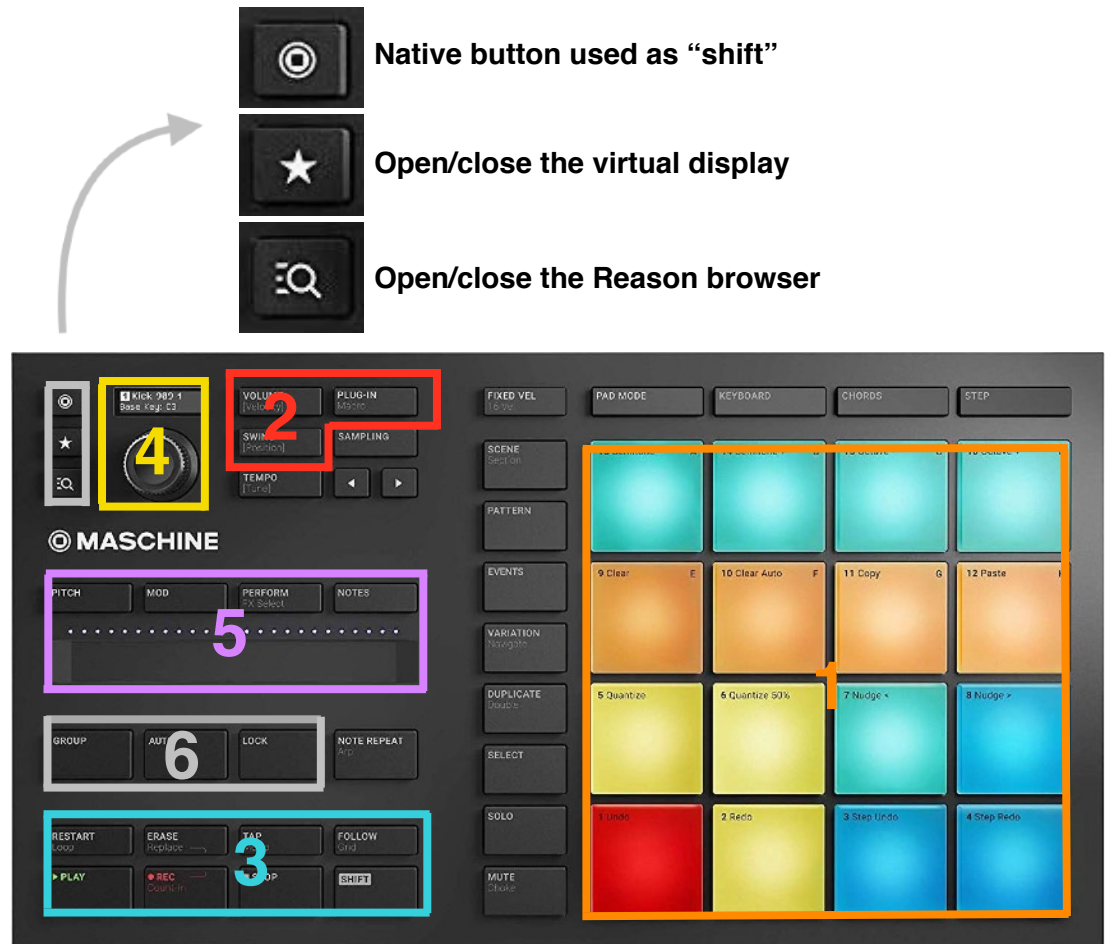 Native button used as “shift”
Open/close the virtual display
Open/close the Reason browser
1 Kick 909 1
Base Key: C3
VOLUME
[Velocity]
PLUG-IN
Macro
SWING
[Position]
SAMPLING
TEMPO
[Tune]
2
4
MASCHINE
PITCH
MOD
PERFORM
FX Select
NOTES
5
GROUP
LOCK
NOTE REPEAT
Arp
6
RESTART
Loop
ERASE
Replace
TAP
FOLLOW
Grid
PLAY
REC
Count-In
STOP
SHIFT
3
FIXED VEL
PAD MODE
KEYBOARD
CHORDS
STEP
SCENE
Section
PATTERN
EVENTS
VARIATION
Navigate
DUPLICATE
Double
SELECT
SOLO
MUTE
Choke
9 Clear E
10 Clear Auto F
11 Copy G
12 Paste
5 Quantize
6 Quantize 50%
7 Nudge <
8 Nudge >
1 Undo
2 Redo
3 Step Undo
4 Step Redo
1